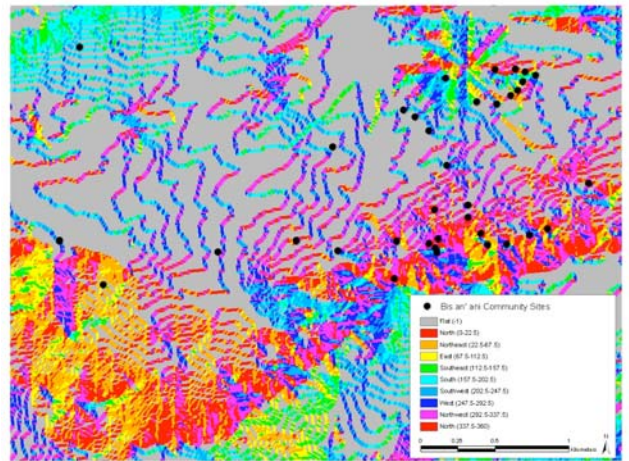 Bis an' ani Community Sites
Flat (-1)
North (0-22.5)
Northeast (22.5-67.5)
East (67.5-112.5)
Southeast (112.5-157.5)
South (157.5-202.5)
Southwest (202.5-247.5)
West (247.5-292.5)
Northwest (292.5-337.5)
North (337.5-360)
0 0.25 0.5 1
Kilometers